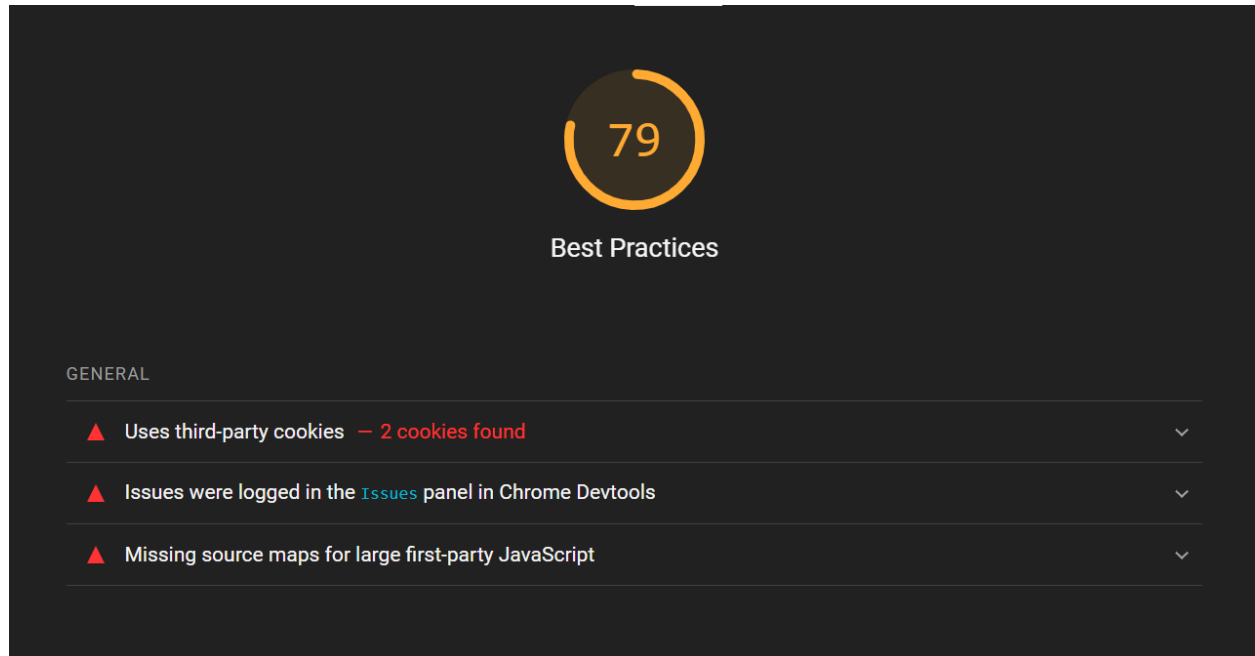 79
Best Practices
GENERAL
Uses third-party cookies — 2 cookies found
Issues were logged in the Issues panel in Chrome Devtools
Missing source maps for large first-party JavaScript